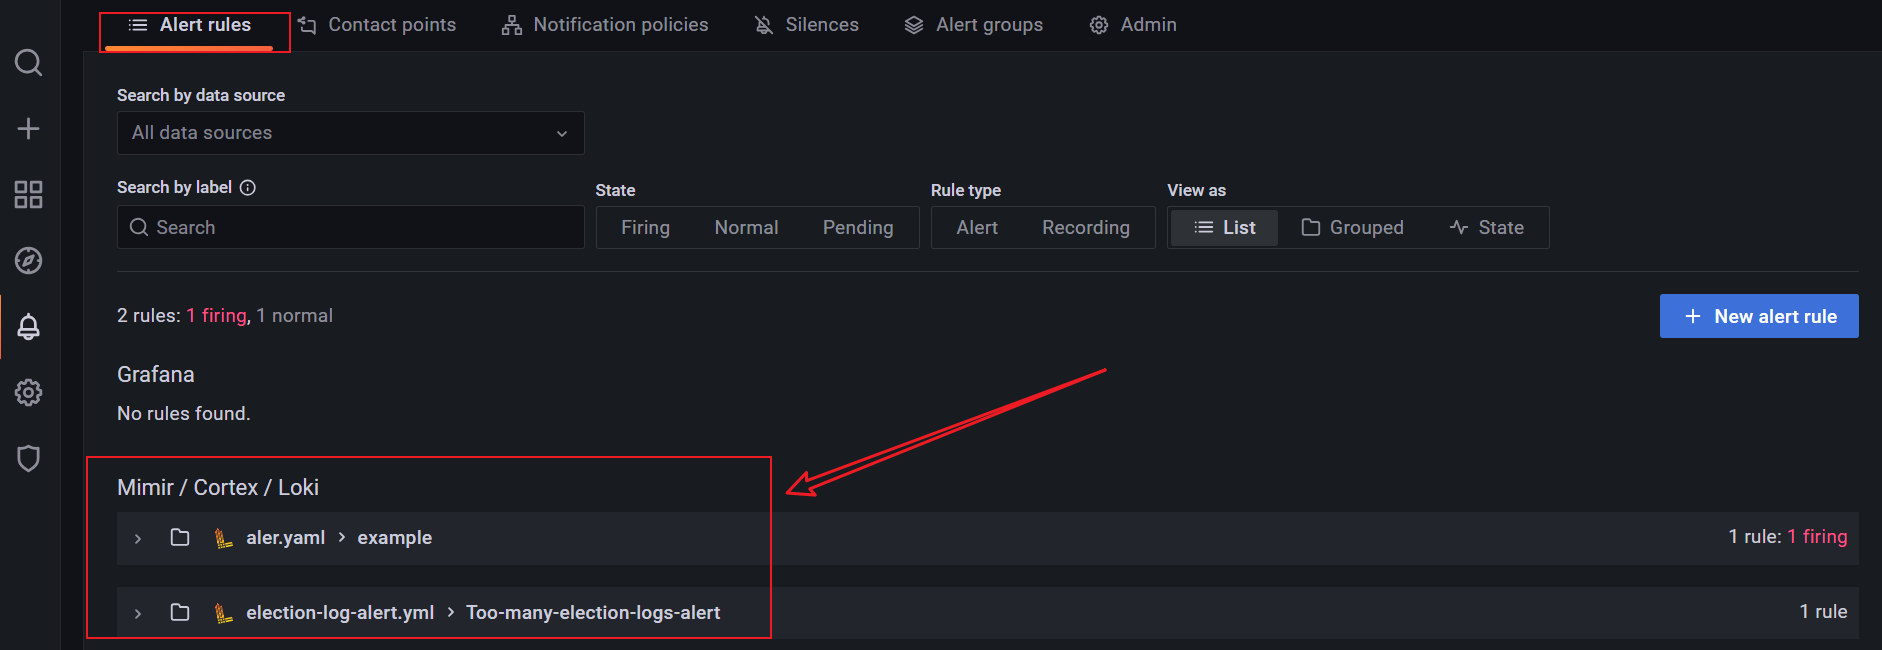 Alert rules Contact points Notification policies Silences Alert groups Admin
Search by data source
All data sources
Search by label State Rule type View as
Search Firing Normal Pending Alert Recording List Grouped State
2 rules: 1 firing, 1 normal
New alert rule
Grafana
No rules found.
Mimir / Cortex / Loki
aler.yaml > example 1 rule: 1 firing
election-log-alert.yml > Too-many-election-logs-alert 1 rule